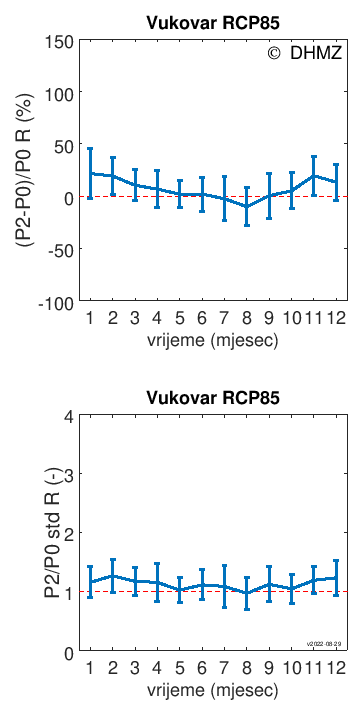 Vukovar RCP85
© DHMZ
(P2-P0)/P0 R (%)
150
100
50
0
-50
-100
1 2 3 4 5 6 7 8 9 10 11 12
vrijeme (mjesec)
Vukovar RCP85
P2/P0 std R (-)
4
3
2
1
0
v2022-08-29
1 2 3 4 5 6 7 8 9 10 11 12
vrijeme (mjesec)